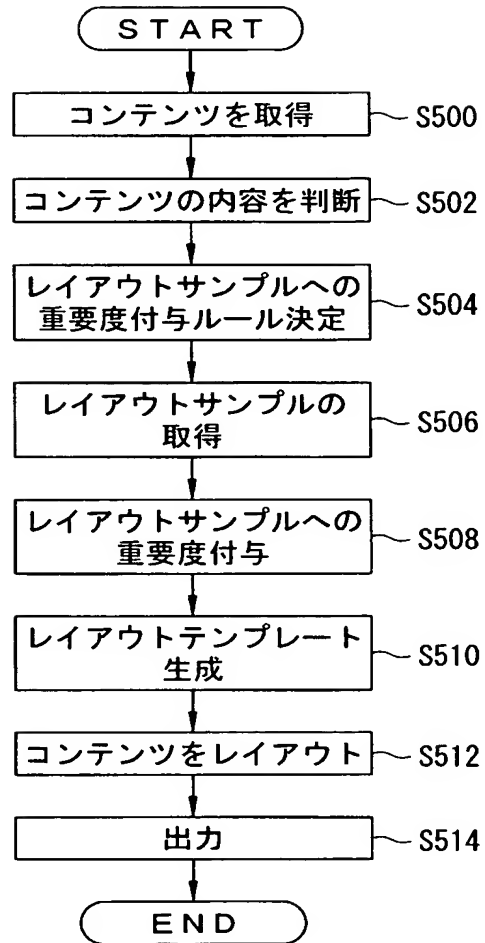 START
コンテンツを取得
S500
コンテンツの内容を判断
S502
レイアウトサンプルへの
重要度付与ルール決定
S504
レイアウトサンプルの
取得
S506
レイアウトサンプルへの
重要度付与
S508
レイアウトテンプレート
生成
S510
コンテンツをレイアウト
S512
出力
S514
END